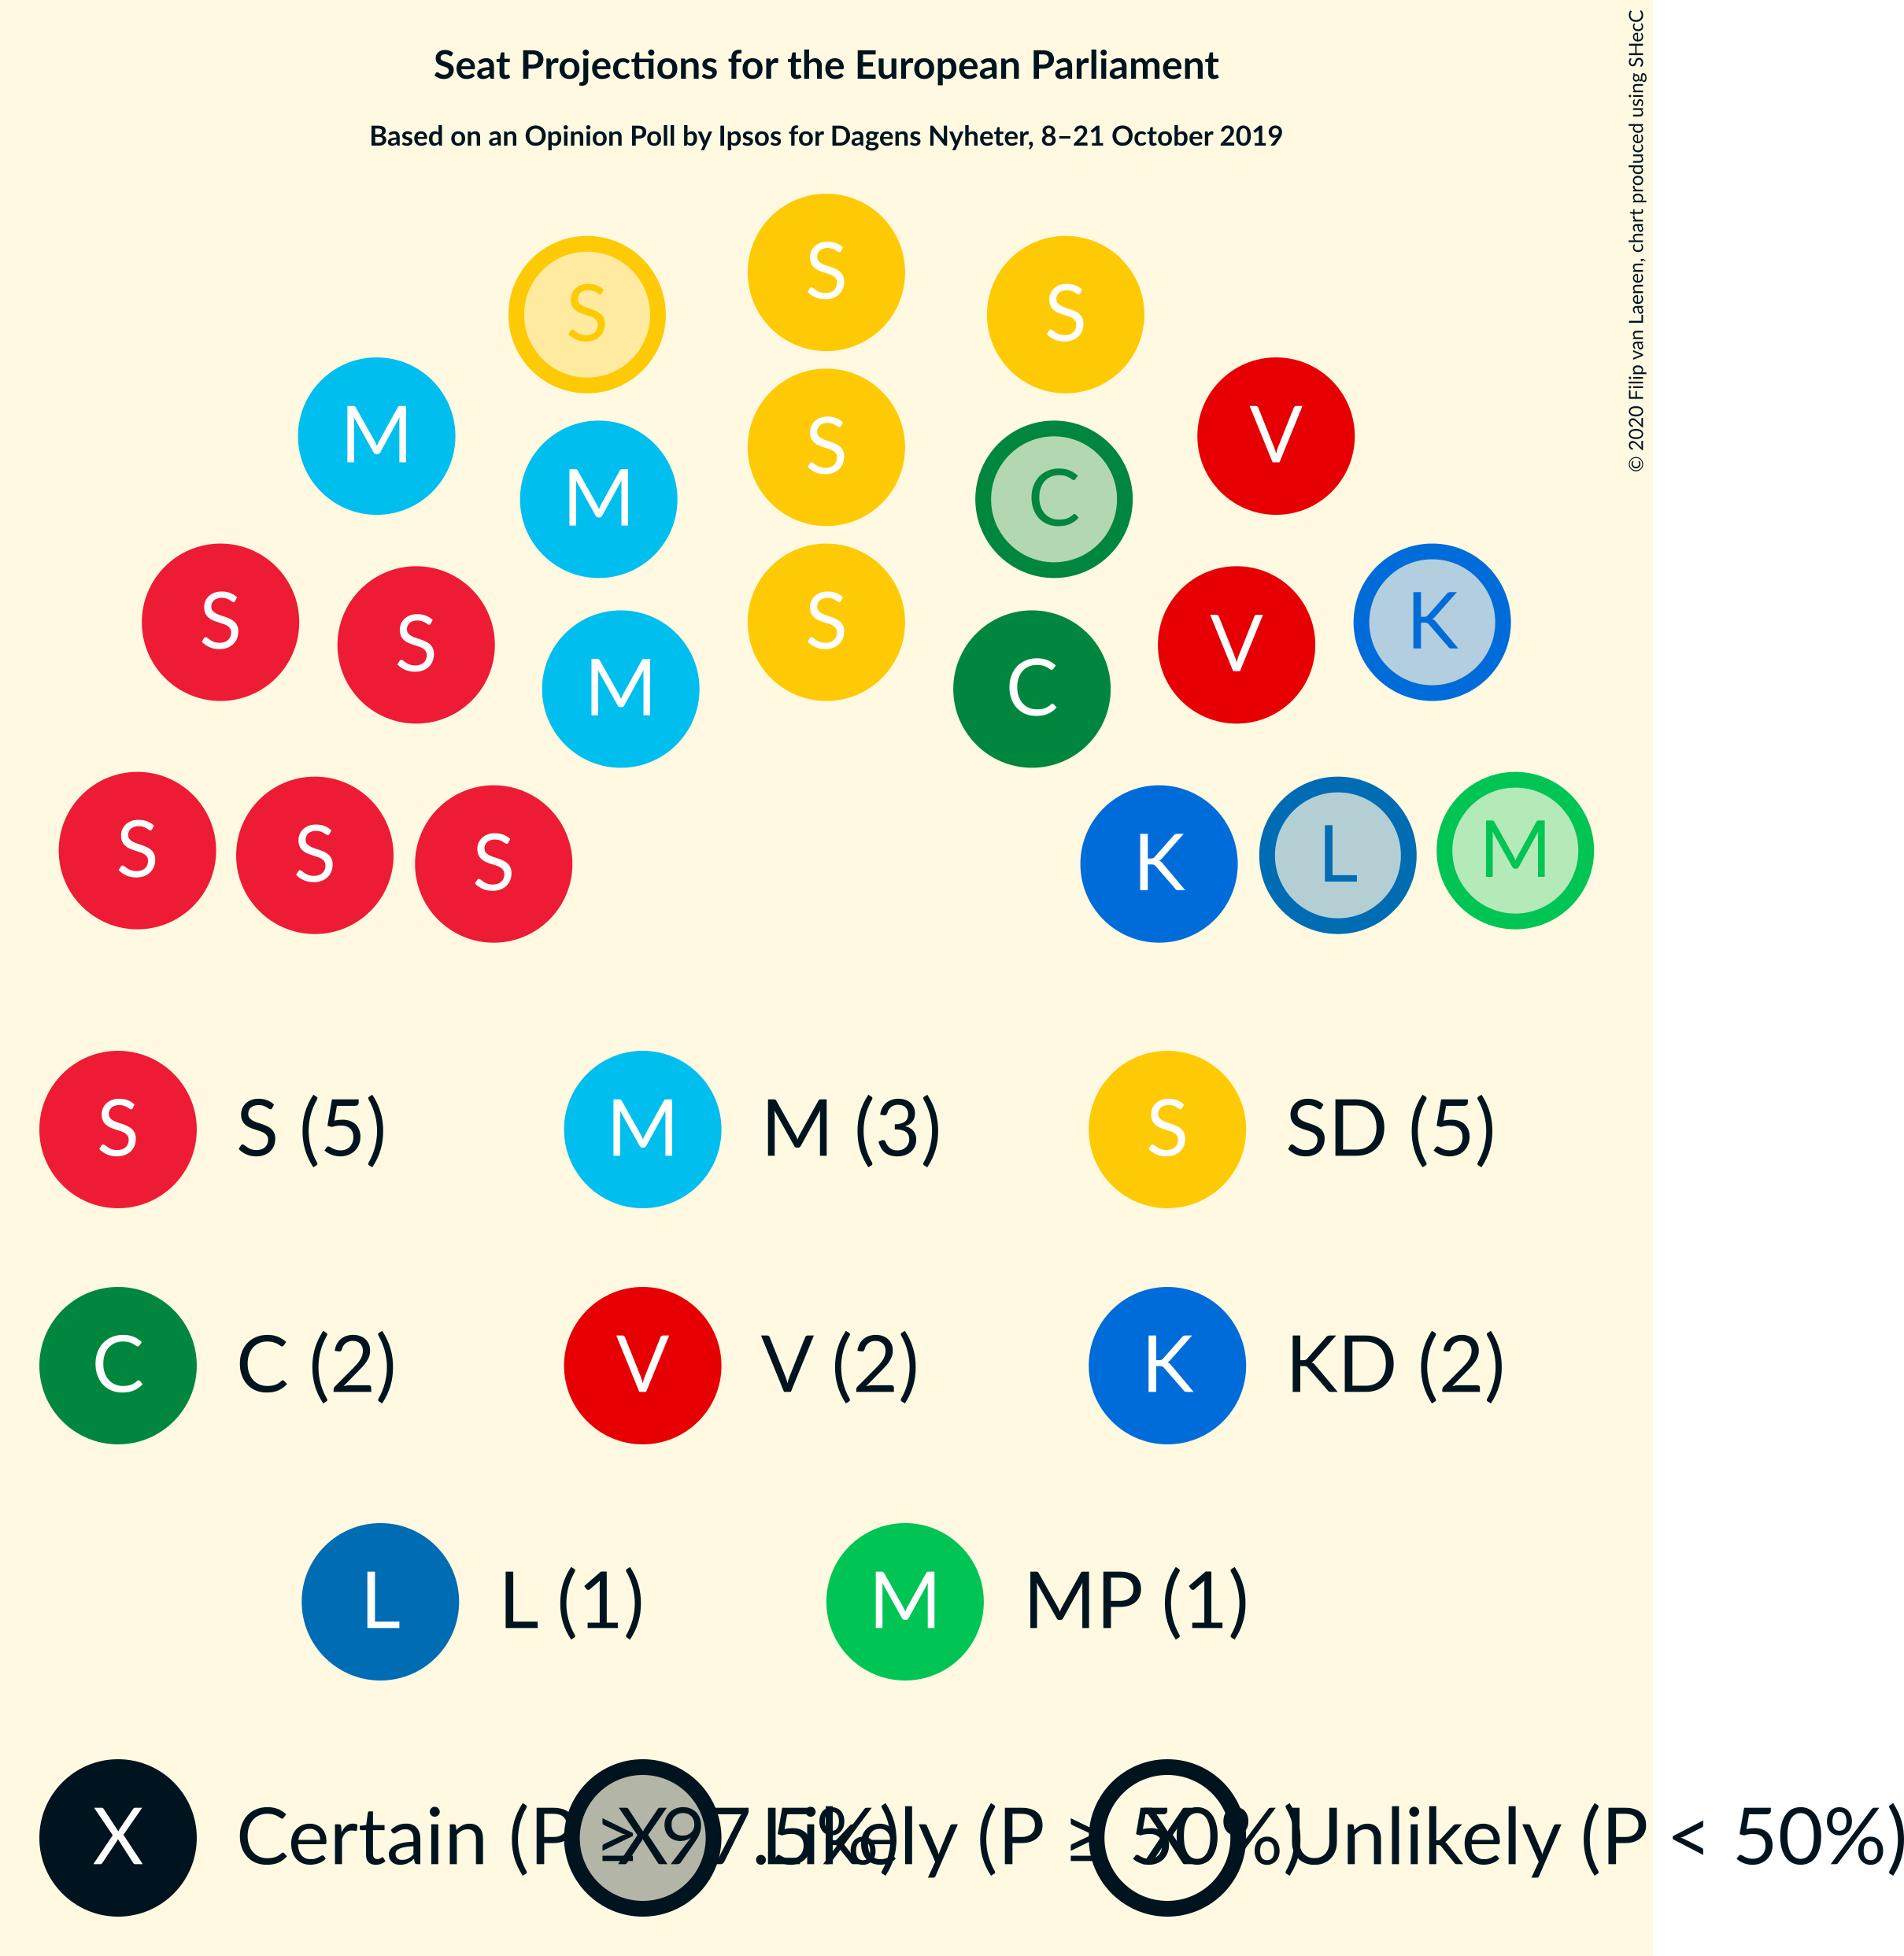 Seat Projections for the European Parliament
Based on an Opinion Poll by Ipsos for Dagens Nyheter, 8–21 October 2019
© 2020 Filip van Laenen, chart produced using SHecC
S
S S
M S V
M C
S S K
S V
M C
S S S K L M
S S (5) M M (3) S SD (5)
C C (2) V V (2) K KD (2)
L L (1) M MP (1)
X Certain (P ≥ 97.5%) X Likely (P ≥ 50%) X Unlikely (P < 50%)